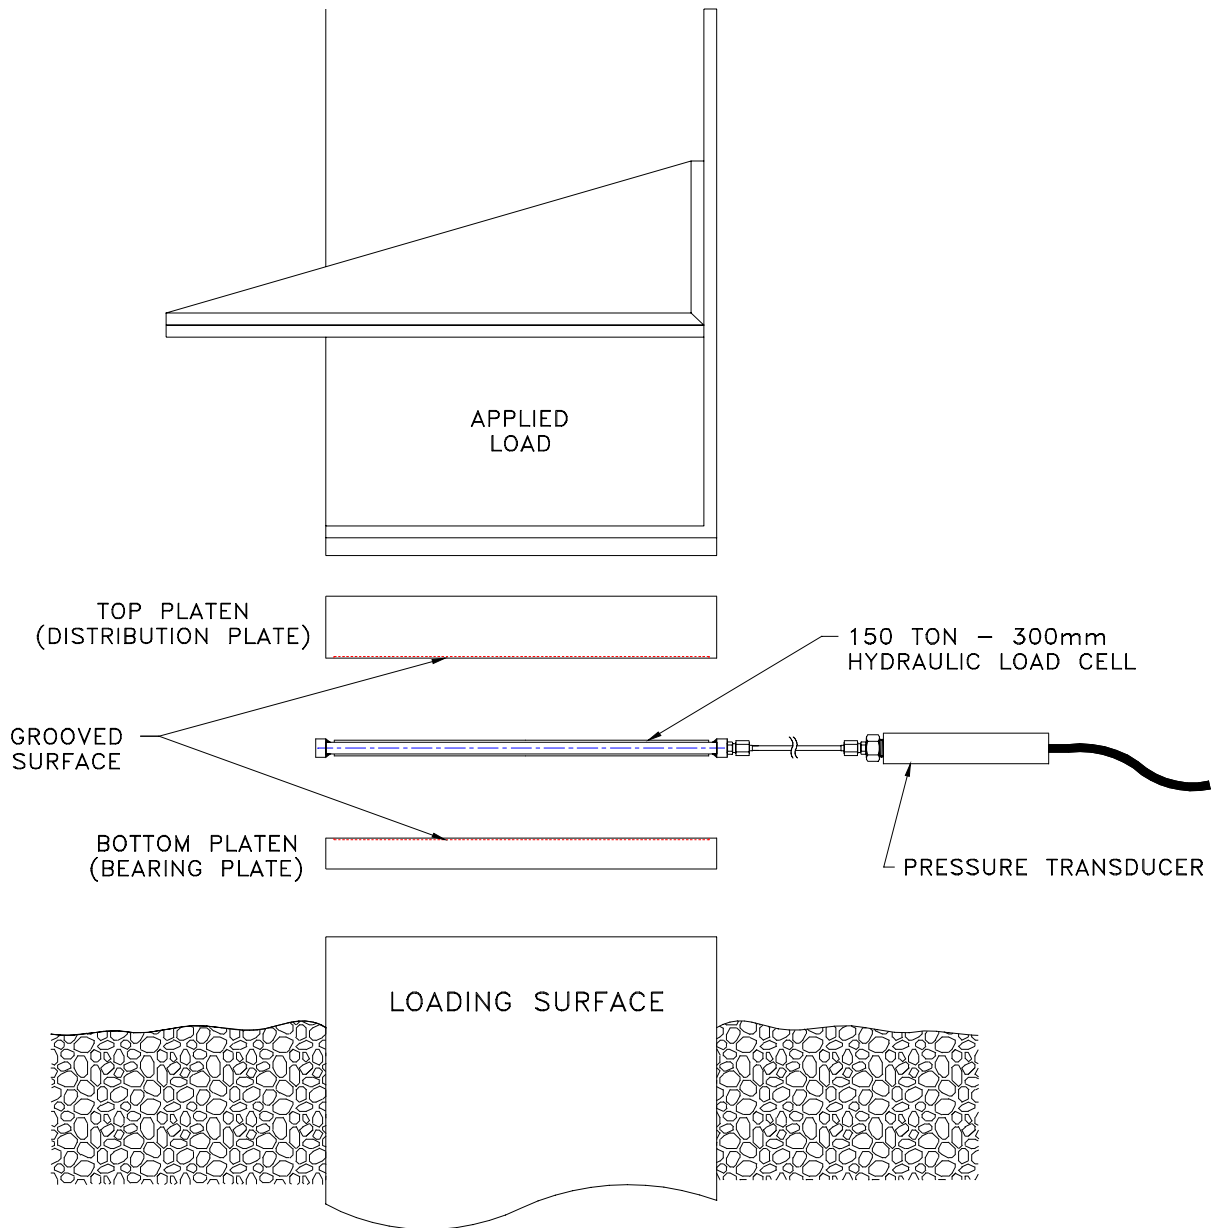 APPLIED
LOAD
TOP PLATEN
(DISTRIBUTION PLATE)
150 TON - 300mm
HYDRAULIC LOAD CELL
GROOVED
SURFACE
BOTTOM PLATEN
(BEARING PLATE)
PRESSURE TRANSDUCER
LOADING SURFACE